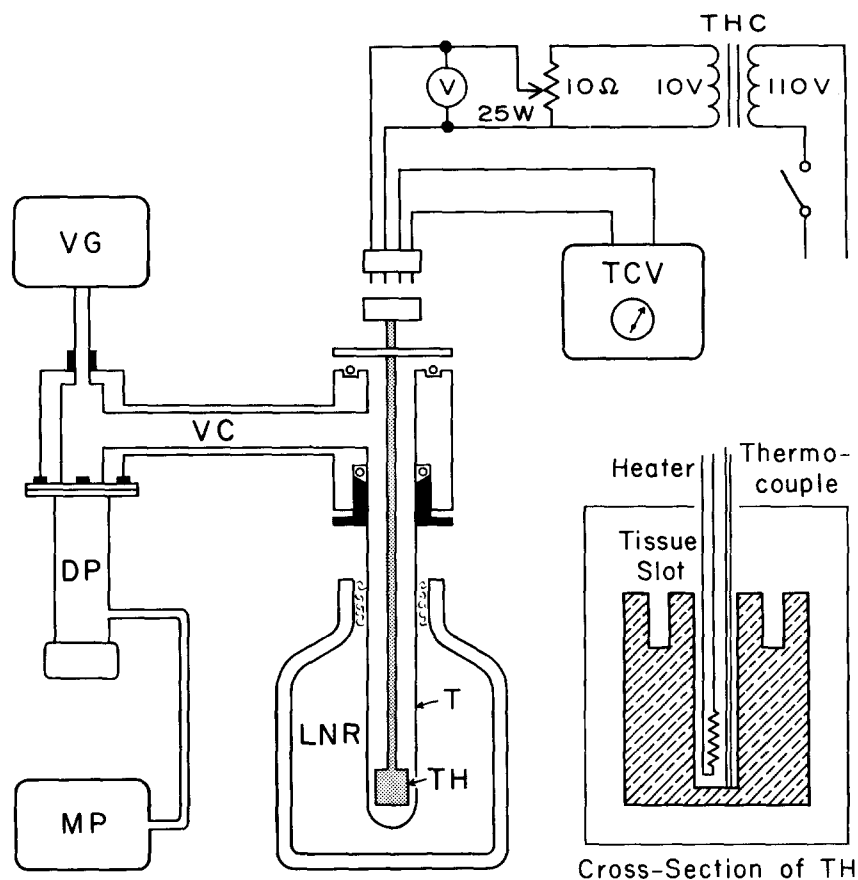 THC
V
10Ω
10V
110V
25W
VG
TCV
VC
Heater
Thermo-
couple
Tissue
Slot
DP
T
LNR
TH
MP
Cross-Section of TH